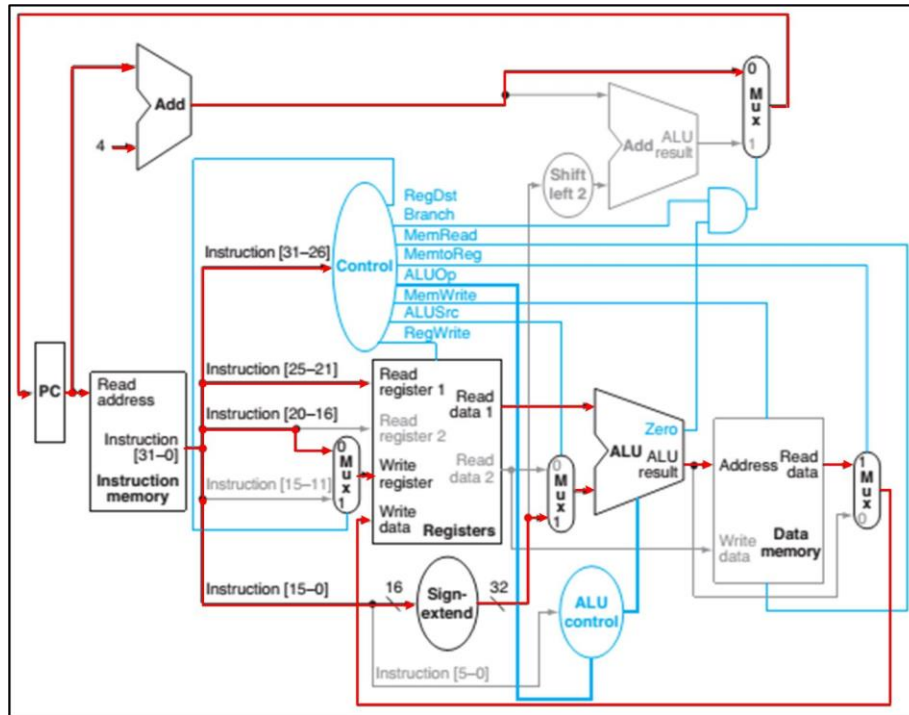 0
M
u
x
1
Add
4
Add
ALU
result
Shift
left 2
RegDst
Branch
MemRead
MemtoReg
ALUOp
MemWrite
ALUSrc
RegWrite
Control
Instruction [31–26]
Instruction [25–21]
Instruction [20–16]
Instruction [15–11]
Instruction [15–0]
Instruction [5–0]
PC
Read
address
Instruction
[31–0]
Instruction
memory
0
M
u
x
1
Read
register 1
Read
register 2
Write
register
Write
data
Read
data 1
Read
data 2
Registers
16
Sign-
extend
32
0
M
u
x
1
Zero
ALU
ALU
result
ALU
control
Address
Read
data
Write
data
Data
memory
1
M
u
x
0